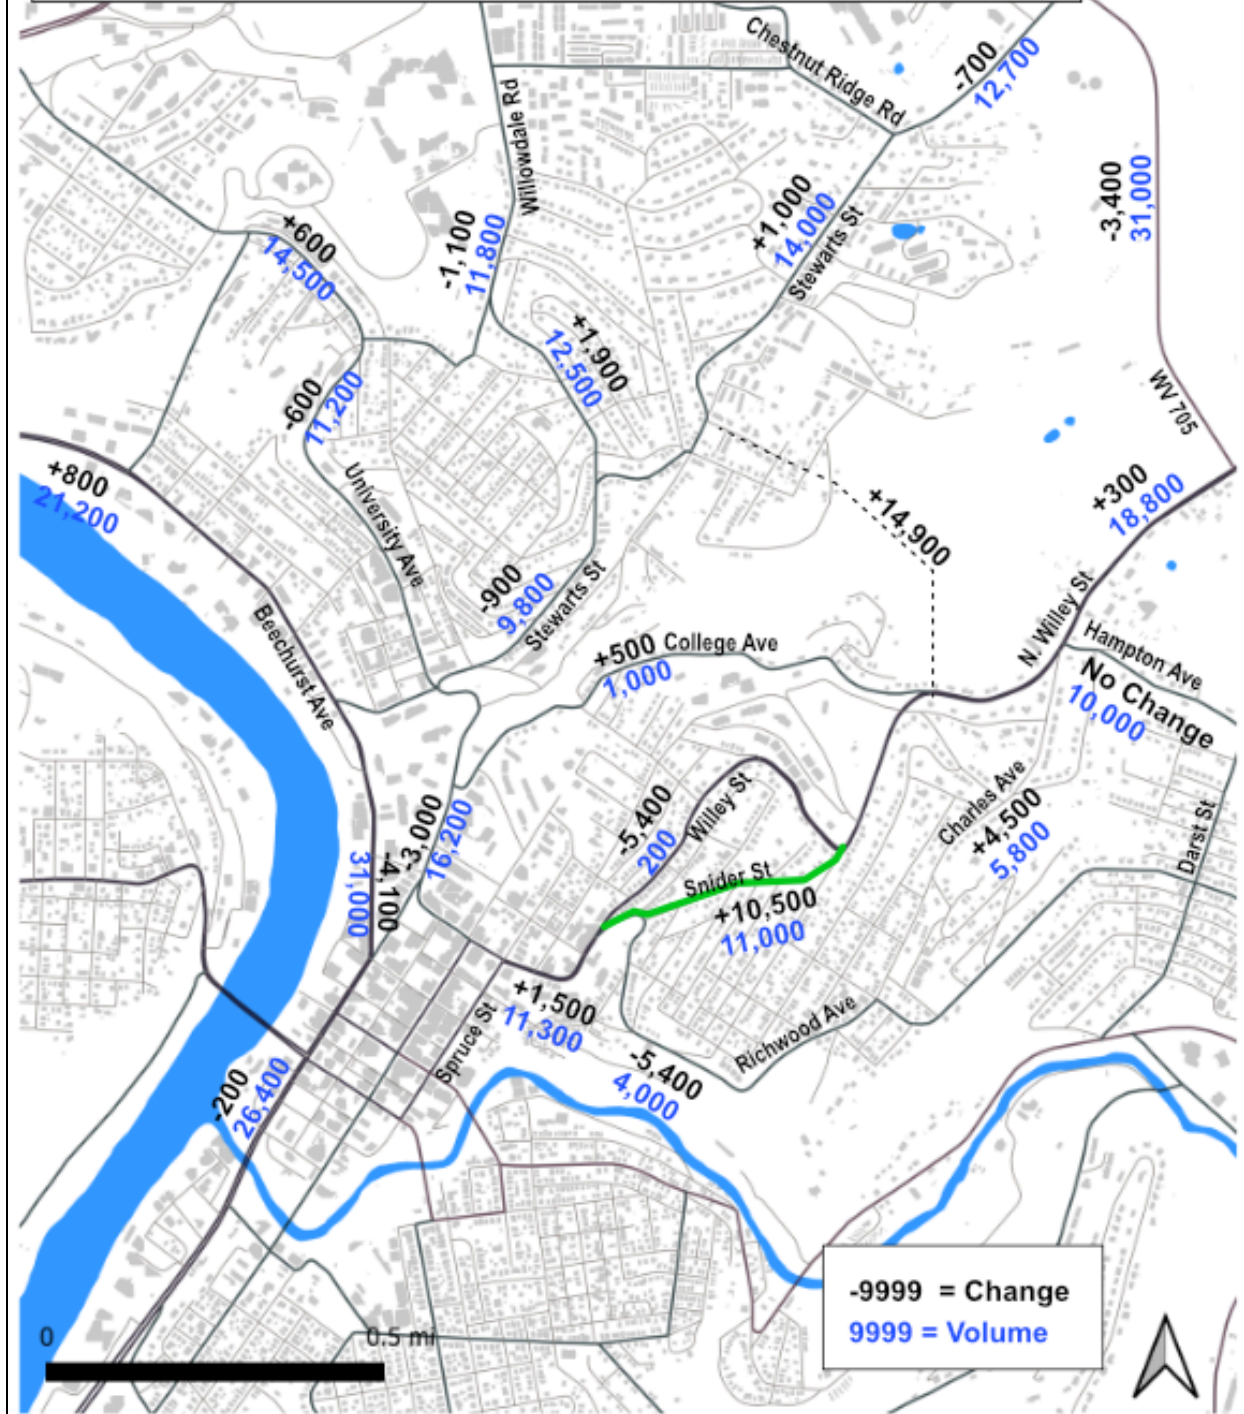 Chestnut Ridge Rd
-700
12,700
Willowdale Rd
-3,400
31,000
+1,000
14,000
Stewarts St
+600
14,500
-1,100
11,800
+1,900
12,500
-600
11,200
WV 705
+800
21,200
University Ave
+300
18,800
+14,900
-900
9,800
Stewarts St
Beechurst Ave
N. Willey St
Hampton Ave
No Change
10,000
+500 College Ave
1,000
-5,400
200
Willey St
Charles Ave
+4,500
5,800
Darst St
-3,000
16,200
-4,100
31,000
Snider St
+10,500
11,000
+1,500
11,300
Spruce St
Richwood Ave
-5,400
4,000
-200
26,400
-9999 = Change
9999 = Volume
0 0.5 mi